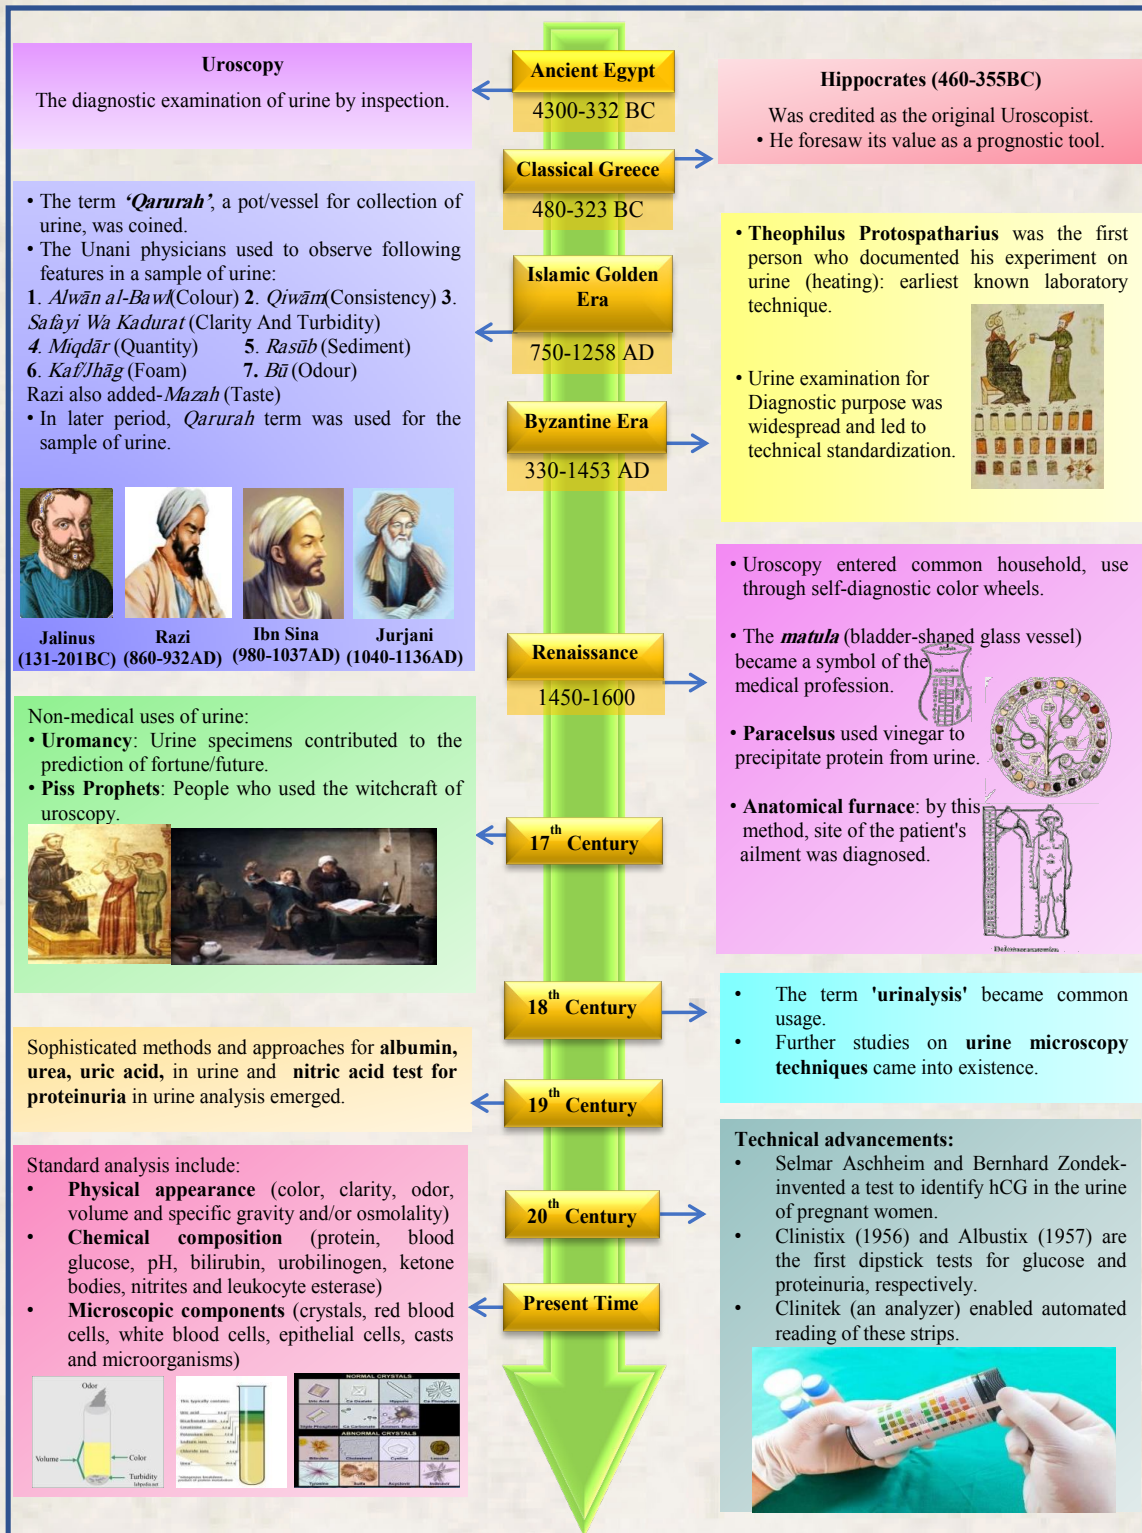 Ancient Egypt
4300-332 BC
Uroscopy
The diagnostic examination of urine by inspection.
Classical Greece
480-323 BC
Hippocrates (460-355BC)
Was credited as the original Uroscopist.
• He foresaw its value as a prognostic tool.
Islamic Golden
Era
750-1258 AD
• The term ‘Qarurah’, a pot/vessel for collection of
urine, was coined.
• The Unani physicians used to observe following
features in a sample of urine:
1. Alwān al-Bawl(Colour) 2. Qiwām(Consistency) 3.
Safayi Wa Kadurat (Clarity And Turbidity)
4. Miqdār (Quantity) 5. Rasūb (Sediment)
6. Kaf/Jhāg (Foam) 7. Bū (Odour)
Razi also added-Mazah (Taste)
• In later period, Qarurah term was used for the
sample of urine.
Jalinus
(131-201BC)
Razi
(860-932AD)
Ibn Sina
(980-1037AD)
Jurjani
(1040-1136AD)
Byzantine Era
330-1453 AD
• Theophilus Protospatharius was the first
person who documented his experiment on
urine (heating): earliest known laboratory
technique.
• Urine examination for
Diagnostic purpose was
widespread and led to
technical standardization.
Renaissance
1450-1600
• Uroscopy entered common household, use
through self-diagnostic color wheels.
• The matula (bladder-shaped glass vessel)
became a symbol of the
medical profession.
• Paracelsus used vinegar to
precipitate protein from urine.
• Anatomical furnace: by this
method, site of the patient's
ailment was diagnosed.
17th Century
Non-medical uses of urine:
• Uromancy: Urine specimens contributed to the
prediction of fortune/future.
• Piss Prophets: People who used the witchcraft of
uroscopy.
18th Century
• The term 'urinalysis' became common
usage.
• Further studies on urine microscopy
techniques came into existence.
19th Century
Sophisticated methods and approaches for albumin,
urea, uric acid, in urine and nitric acid test for
proteinuria in urine analysis emerged.
20th Century
Technical advancements:
• Selmar Aschheim and Bernhard Zondek-
invented a test to identify hCG in the urine
of pregnant women.
• Clinistix (1956) and Albustix (1957) are
the first dipstick tests for glucose and
proteinuria, respectively.
• Clinitek (an analyzer) enabled automated
reading of these strips.
Present Time
Standard analysis include:
• Physical appearance (color, clarity, odor,
volume and specific gravity and/or osmolality)
• Chemical composition (protein, blood
glucose, pH, bilirubin, urobilinogen, ketone
bodies, nitrites and leukocyte esterase)
• Microscopic components (crystals, red blood
cells, white blood cells, epithelial cells, casts
and microorganisms)
Odor
Volume
Color
Turbidity
labpedia.net
NORMAL CRYSTALS
Uric Acid
Ca Oxalate
Hippuric
Ca Phosphate
Triple Phosphate
Ca Carbonate
ABNORMAL CRYSTALS
Bilirubin
Cholesterol
Cystine
Leucine
Tyrosine
Sulfa